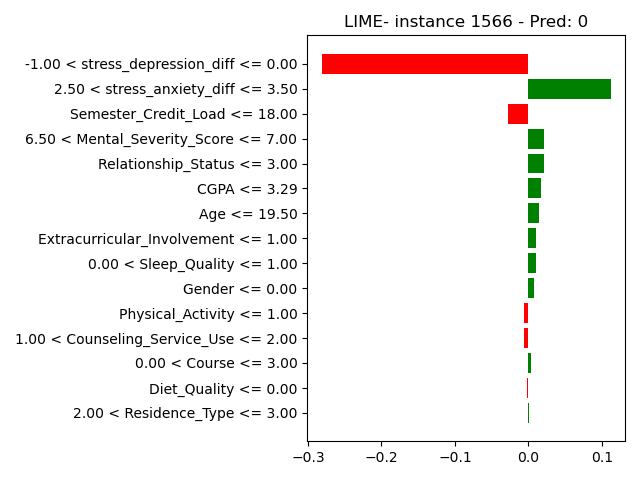 LIME- instance 1566 - Pred: 0
-1.00 < stress_depression_diff <= 0.00
2.50 < stress_anxiety_diff <= 3.50
Semester_Credit_Load <= 18.00
6.50 < Mental_Severity_Score <= 7.00
Relationship_Status <= 3.00
CGPA <= 3.29
Age <= 19.50
Extracurricular_Involvement <= 1.00
0.00 < Sleep_Quality <= 1.00
Gender <= 0.00
Physical_Activity <= 1.00
1.00 < Counseling_Service_Use <= 2.00
0.00 < Course <= 3.00
Diet_Quality <= 0.00
2.00 < Residence_Type <= 3.00
−0.3 −0.2 −0.1 0.0 0.1